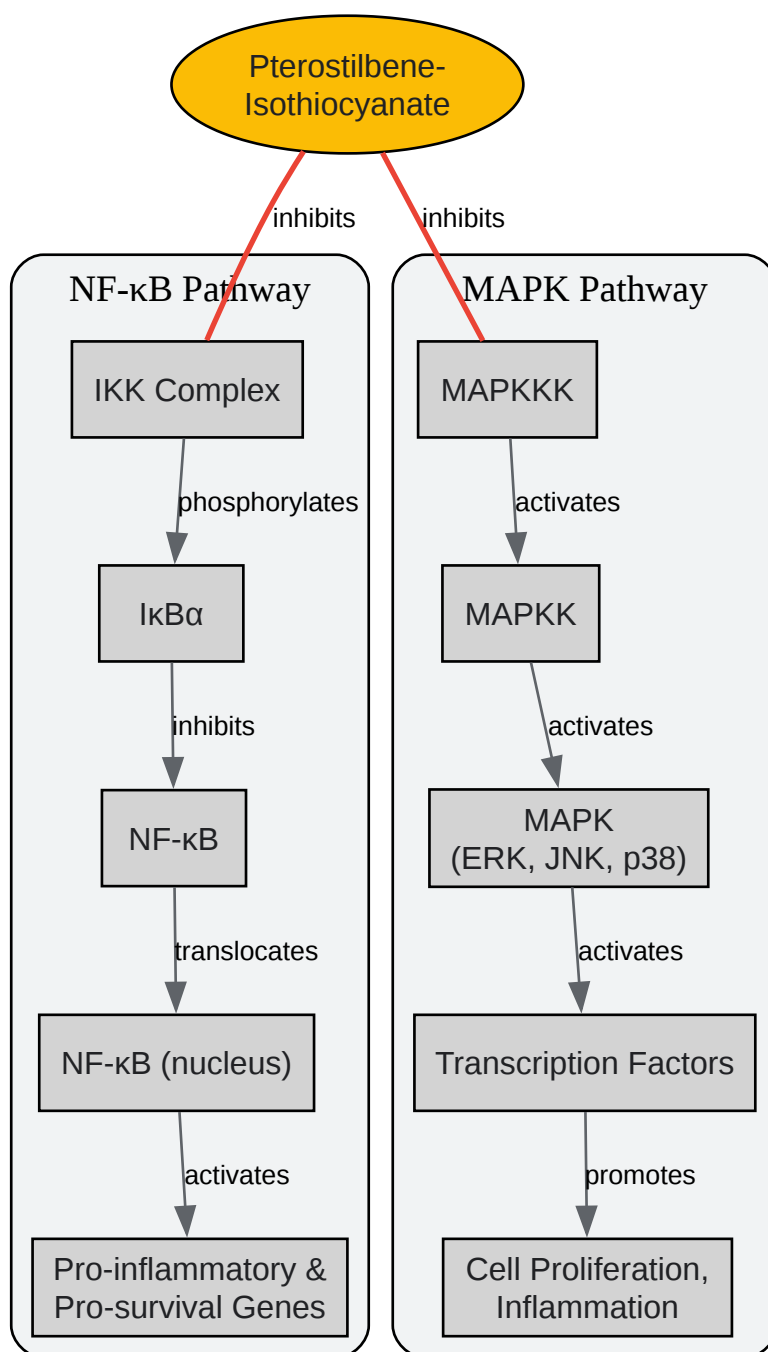 Pterostilbene-
Isothiocyanate
inhibits
inhibits
NF-κB Pathway
IKK Complex
phosphorylates
IκBα
inhibits
NF-κB
translocates
NF-κB (nucleus)
activates
Pro-inflammatory &
Pro-survival Genes
MAPK Pathway
MAPKKK
activates
MAPKK
activates
MAPK
(ERK, JNK, p38)
activates
Transcription Factors
promotes
Cell Proliferation,
Inflammation